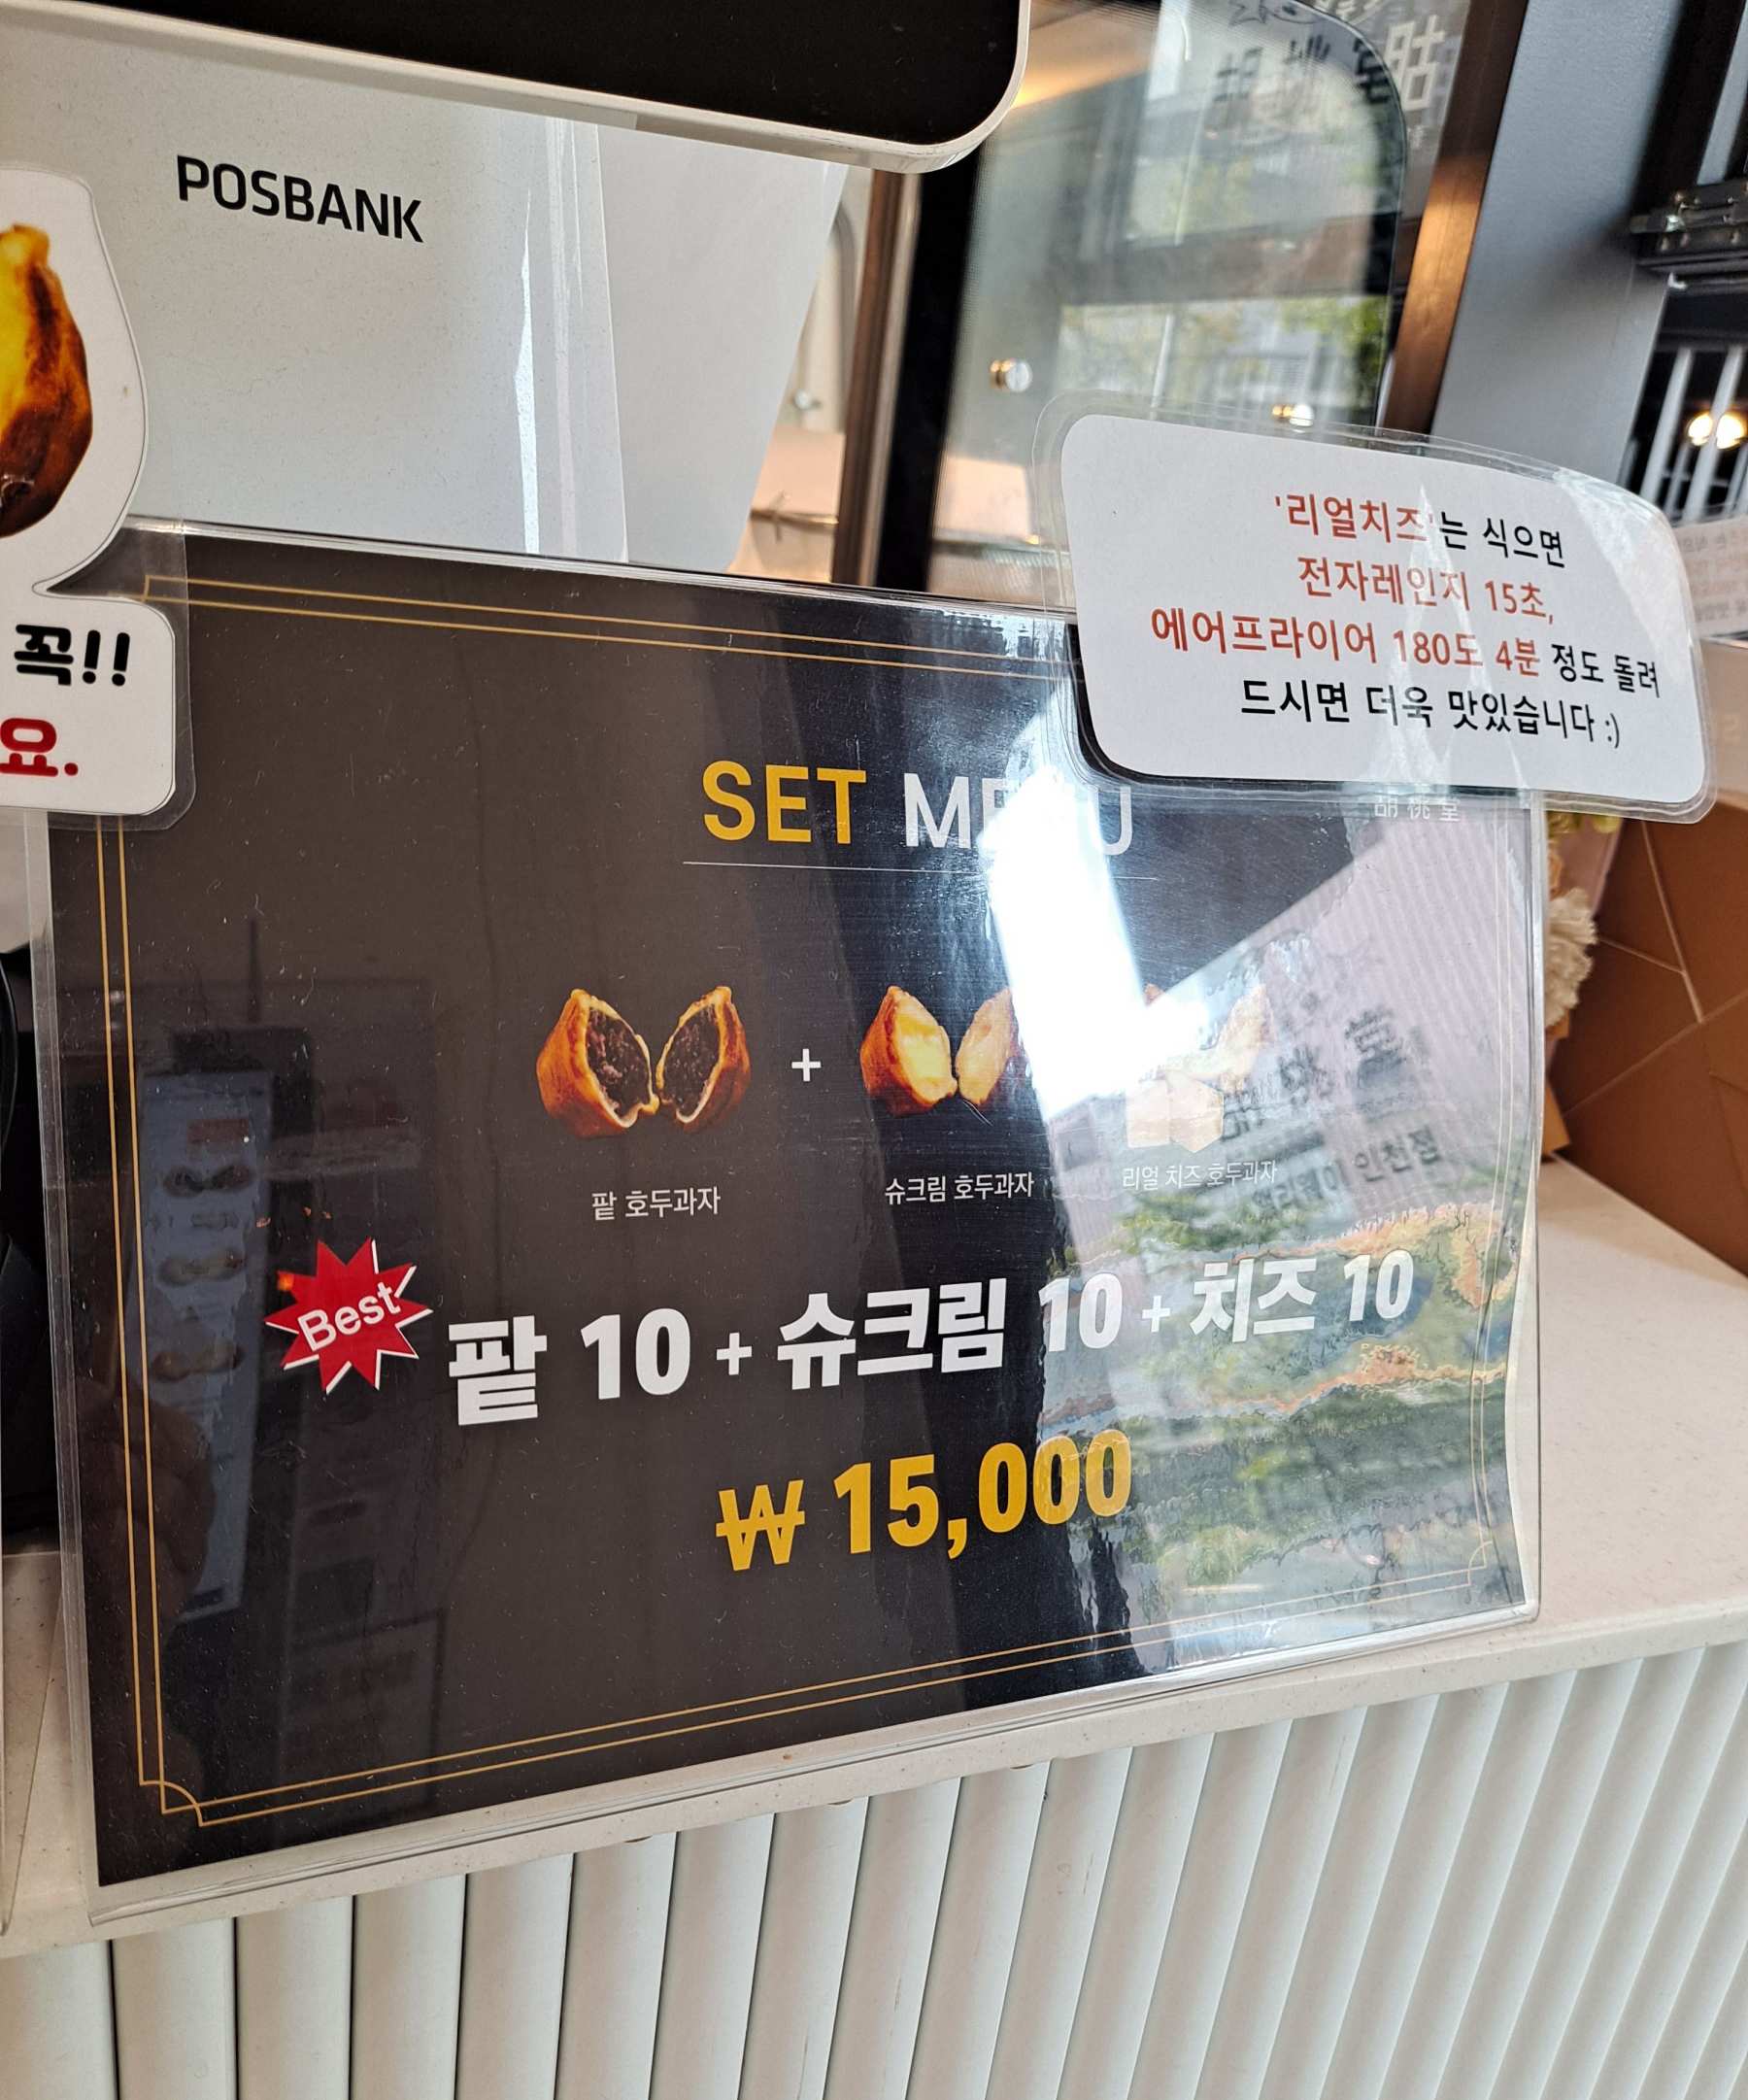 POSBANK
꼭!!
요.
'리얼치즈'는 식으면
전자레인지 15초,
에어프라이어 180도 4분 정도 돌려
드시면 더욱 맛있습니다 :)
SET MENU
胡桃堂
팥 호두과자
+
슈크림 호두과자
리얼 치즈 호두과자
Best
팥 10 + 슈크림 10 + 치즈 10
₩ 15,000